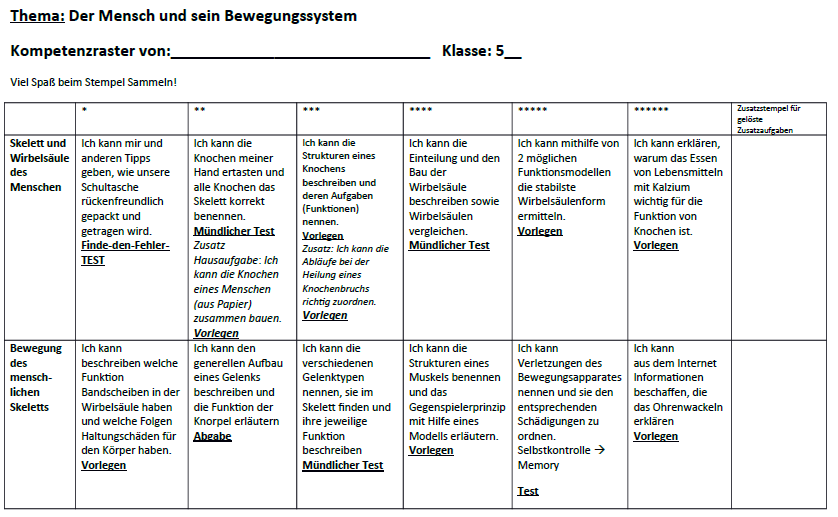 Thema: Der Mensch und sein Bewegungssystem
Kompetenzraster von:______________________________ Klasse: 5__
Viel Spaß beim Stempel Sammeln!
*
**
***
****
*****
******
Zusatzstempel für
gelöste
Zusatzaufgaben
Skelett und
Wirbelsäule
des
Menschen
Ich kann mir und
anderen Tipps
geben, wie unsere
Schultasche
rückenfreundlich
gepackt und
getragen wird.
Finde-den-Fehler-
TEST
Ich kann die
Knochen meiner
Hand ertasten und
alle Knochen das
Skelett korrekt
benennen.
Mündlicher Test
Zusatz
Hausaufgabe: Ich
kann die Knochen
eines Menschen
(aus Papier)
zusammen bauen.
Vorlegen
Ich kann die
Strukturen eines
Knochens
beschreiben und
deren Aufgaben
(Funktionen)
nennen.
Vorlegen
Zusatz: Ich kann die
Abläufe bei der
Heilung eines
Knochenbruchs
richtig zuordnen.
Vorlegen
Ich kann die
Einteilung und den
Bau der
Wirbelsäule
beschreiben sowie
Wirbelsäulen
vergleichen.
Mündlicher Test
Ich kann mithilfe von
2 möglichen
Funktionsmodellen
die stabilste
Wirbelsäulenform
ermitteln.
Vorlegen
Ich kann erklären,
warum das Essen
von Lebensmitteln
mit Kalzium
wichtig für die
Funktion von
Knochen ist.
Vorlegen
Bewegung
des
mensch-
lichen
Skeletts
Ich kann
beschreiben welche
Funktion
Bandscheiben in der
Wirbelsäule haben
und welche Folgen
Haltungschäden für
den Körper haben.
Vorlegen
Ich kann den
generellen Aufbau
eines Gelenks
beschreiben und
die Funktion der
Knorpel erläutern
Abgabe
Ich kann die
verschiedenen
Gelenktypen
nennen, sie im
Skelett finden und
ihre jeweilige
Funktion
beschreiben
Mündlicher Test
Ich kann die
Strukturen eines
Muskels benennen
und das
Gegenspielerprinzip
mit Hilfe eines
Modells erläutern.
Vorlegen
Ich kann
Verletzungen des
Bewegungsapparates
nennen und sie den
entsprechenden
Schädigungen zu
ordnen.
Selbstkontrolle →
Memory
Test
Ich kann
aus dem Internet
Informationen
beschaffen, die
das Ohrenwackeln
erklären
Vorlegen